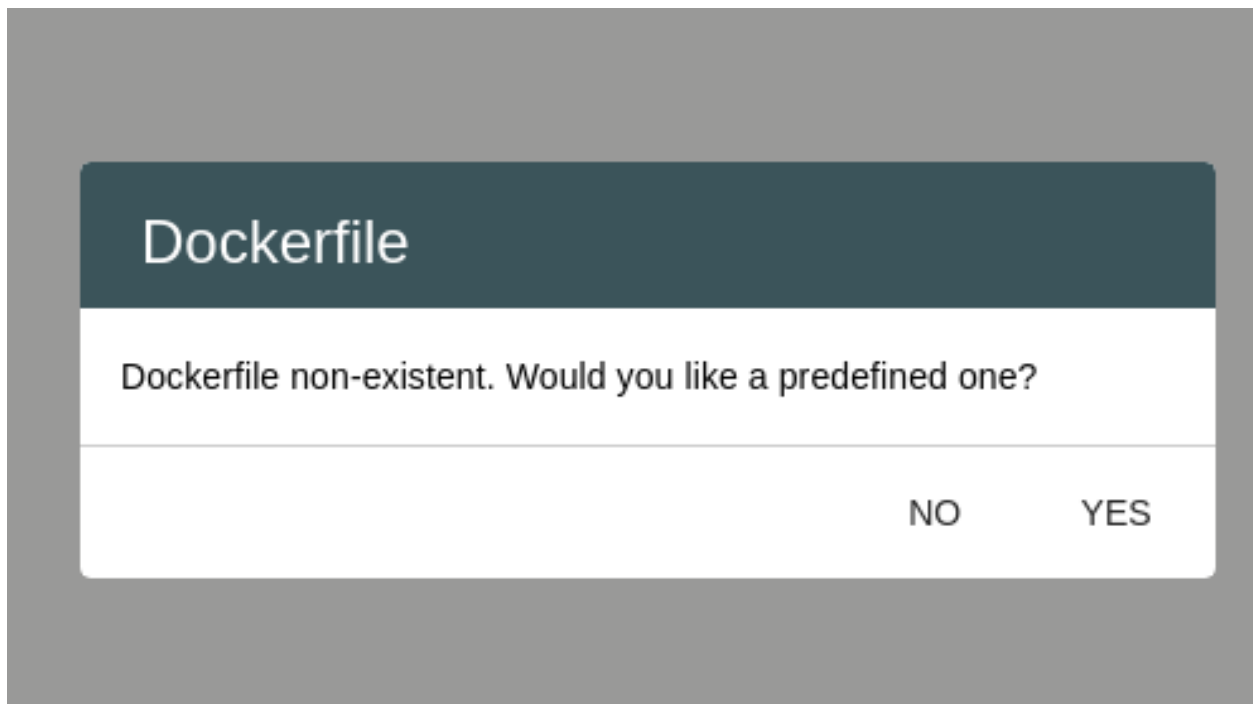 Dockerfile
Dockerfile non-existent. Would you like a predefined one?
NO YES